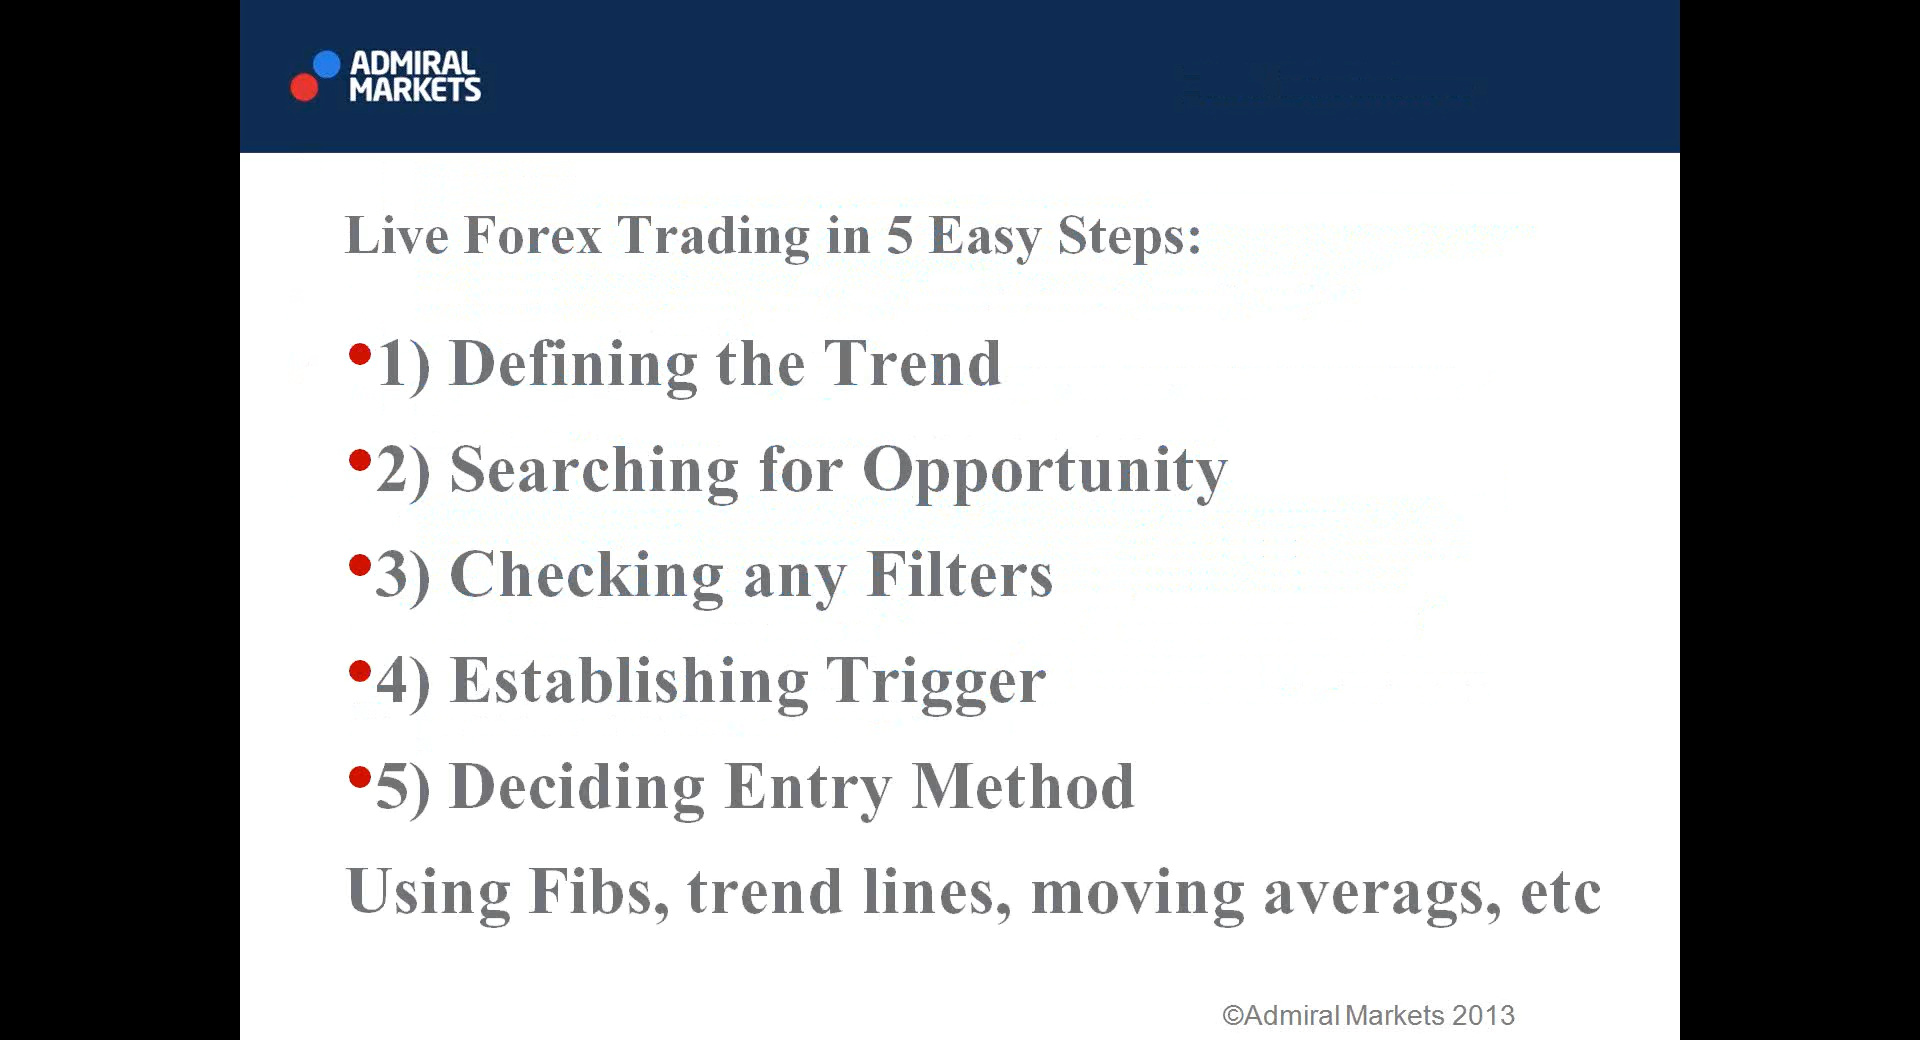 ADMIRAL
MARKETS
Live Forex Trading in 5 Easy Steps:
•1) Defining the Trend
•2) Searching for Opportunity
•3) Checking any Filters
•4) Establishing Trigger
•5) Deciding Entry Method
Using Fibs, trend lines, moving averags, etc
©Admiral Markets 2013